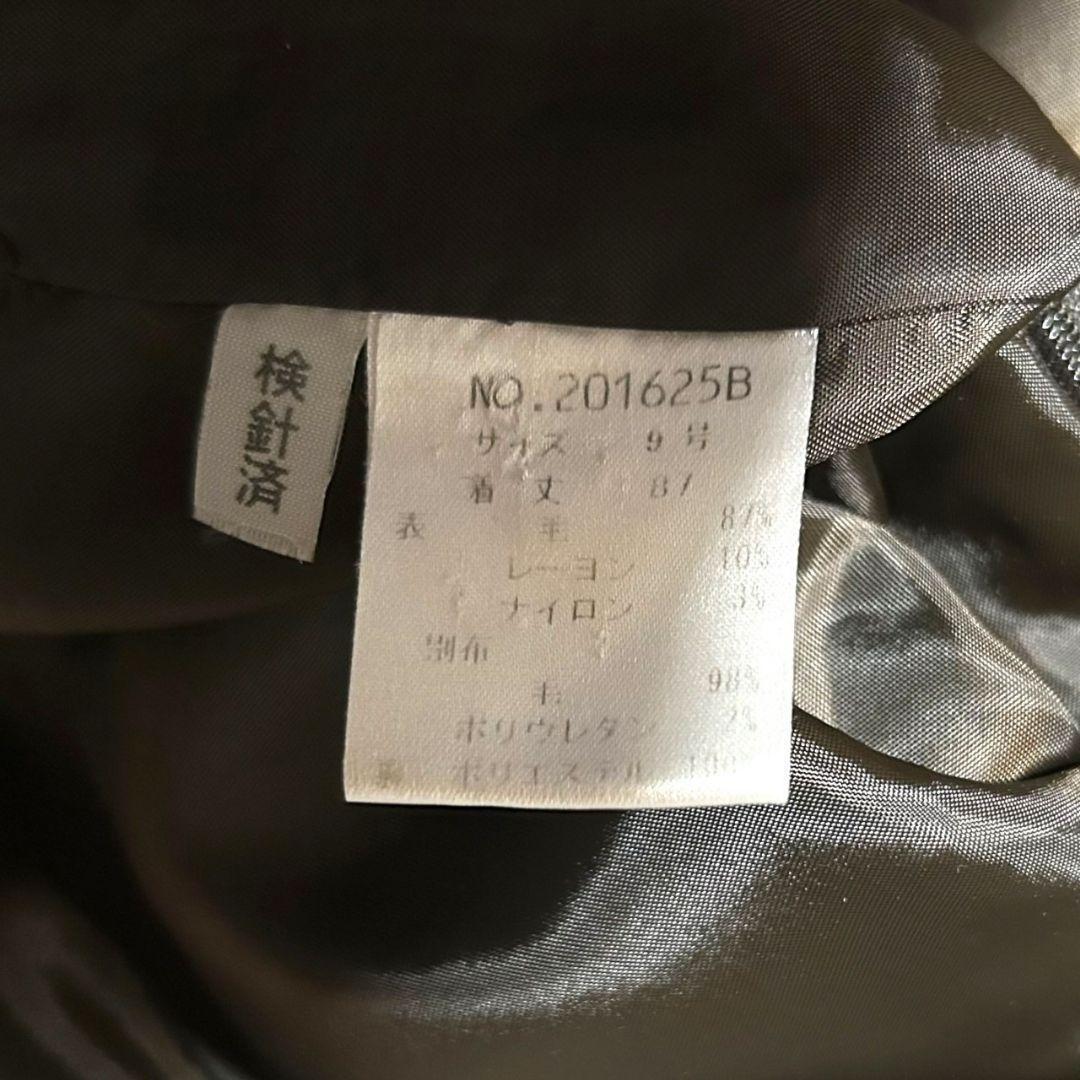 検針済
NO.201625B
サイズ 9号
着丈 87
表 毛 87%
レーヨン 10%
ナイロン 3%
別布
毛 98%
ポリウレタン 2%
ポリエステル 100%